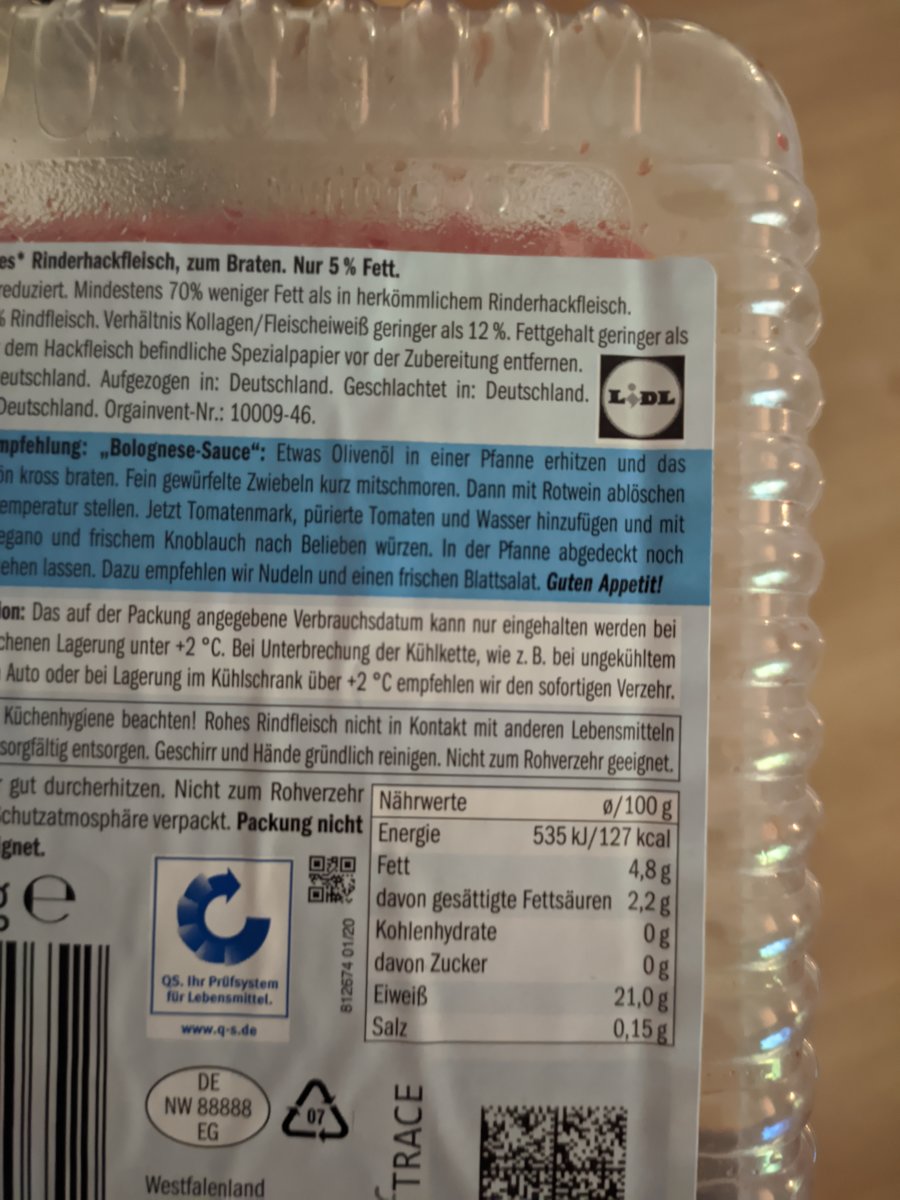 es* Rinderhackfleisch, zum Braten. Nur 5 % Fett.
reduziert. Mindestens 70% weniger Fett als in herkömmlichem Rinderhackfleisch.
% Rindfleisch. Verhältnis Kollagen/Fleischeiweiß geringer als 12 %. Fettgehalt geringer als
dem Hackfleisch befindliche Spezialpapier vor der Zubereitung entfernen.
eutschland. Aufgezogen in: Deutschland. Geschlachtet in: Deutschland.
Deutschland. Orgainvent-Nr.: 10009-46.
LIDL
mpfehlung: „Bolognese-Sauce“: Etwas Olivenöl in einer Pfanne erhitzen und das
ön kross braten. Fein gewürfelte Zwiebeln kurz mitschmoren. Dann mit Rotwein ablöschen
emperatur stellen. Jetzt Tomatenmark, pürierte Tomaten und Wasser hinzufügen und mit
egano und frischem Knoblauch nach Belieben würzen. In der Pfanne abgedeckt noch
ehen lassen. Dazu empfehlen wir Nudeln und einen frischen Blattsalat. Guten Appetit!
ion: Das auf der Packung angegebene Verbrauchsdatum kann nur eingehalten werden bei
chenen Lagerung unter +2 °C. Bei Unterbrechung der Kühlkette, wie z. B. bei ungekühltem
Auto oder bei Lagerung im Kühlschrank über +2 °C empfehlen wir den sofortigen Verzehr.
Küchenhygiene beachten! Rohes Rindfleisch nicht in Kontakt mit anderen Lebensmitteln
sorgfältig entsorgen. Geschirr und Hände gründlich reinigen. Nicht zum Rohverzehr geeignet.
gut durcherhitzen. Nicht zum Rohverzehr
chutzatmosphäre verpackt. Packung nicht
gnet.
g e
Nährwerte ø/100 g
Energie 535 kJ/127 kcal
Fett 4,8 g
davon gesättigte Fettsäuren 2,2 g
Kohlenhydrate 0 g
davon Zucker 0 g
Eiweiß 21,0 g
Salz 0,15 g
QS. Ihr Prüfsystem
für Lebensmittel.
www.q-s.de
812674 01/20
DE
NW 88888
EG
07
TRACE
Westfalenland